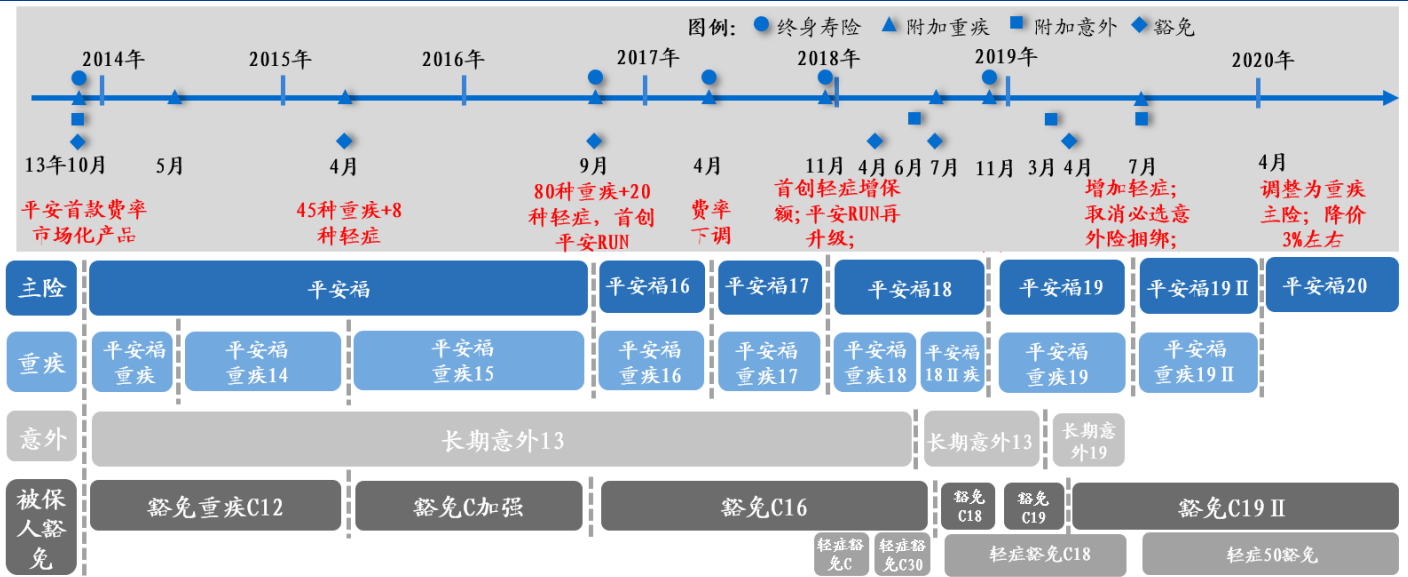 图例: 终身寿险 附加重疾 附加意外 豁免
2014年 2015年 2016年 2017年 2018年 2019年 2020年
13年10月 5月 4月 9月 4月 11月 4月 6月 7月 11月 3月 4月 7月 4月
平安首款费率
市场化产品
45种重疾+8
种轻症
80种重疾+20
种轻症，首创
平安RUN
费率
下调
首创轻症增保
额;平安RUN再
升级;
增加轻症;
取消必选意
外险捆绑;
调整为重疾
主险；降价
3%左右
主险 平安福 平安福16 平安福17 平安福18 平安福19 平安福19Ⅱ 平安福20
重疾
平安福
重疾
平安福
重疾14
平安福
重疾15
平安福
重疾16
平安福
重疾17
平安福
重疾18
平安福
18Ⅱ疾
平安福
重疾19
平安福
重疾19Ⅱ
意外 长期意外13 长期意外13
长期意
外19
被保
人豁
免
豁免重疾C12 豁免C加强 豁免C16
豁免
C18
豁免
C19
豁免C19Ⅱ
轻症豁
免C
轻症豁
免C30
轻症豁免C18 轻症50豁免